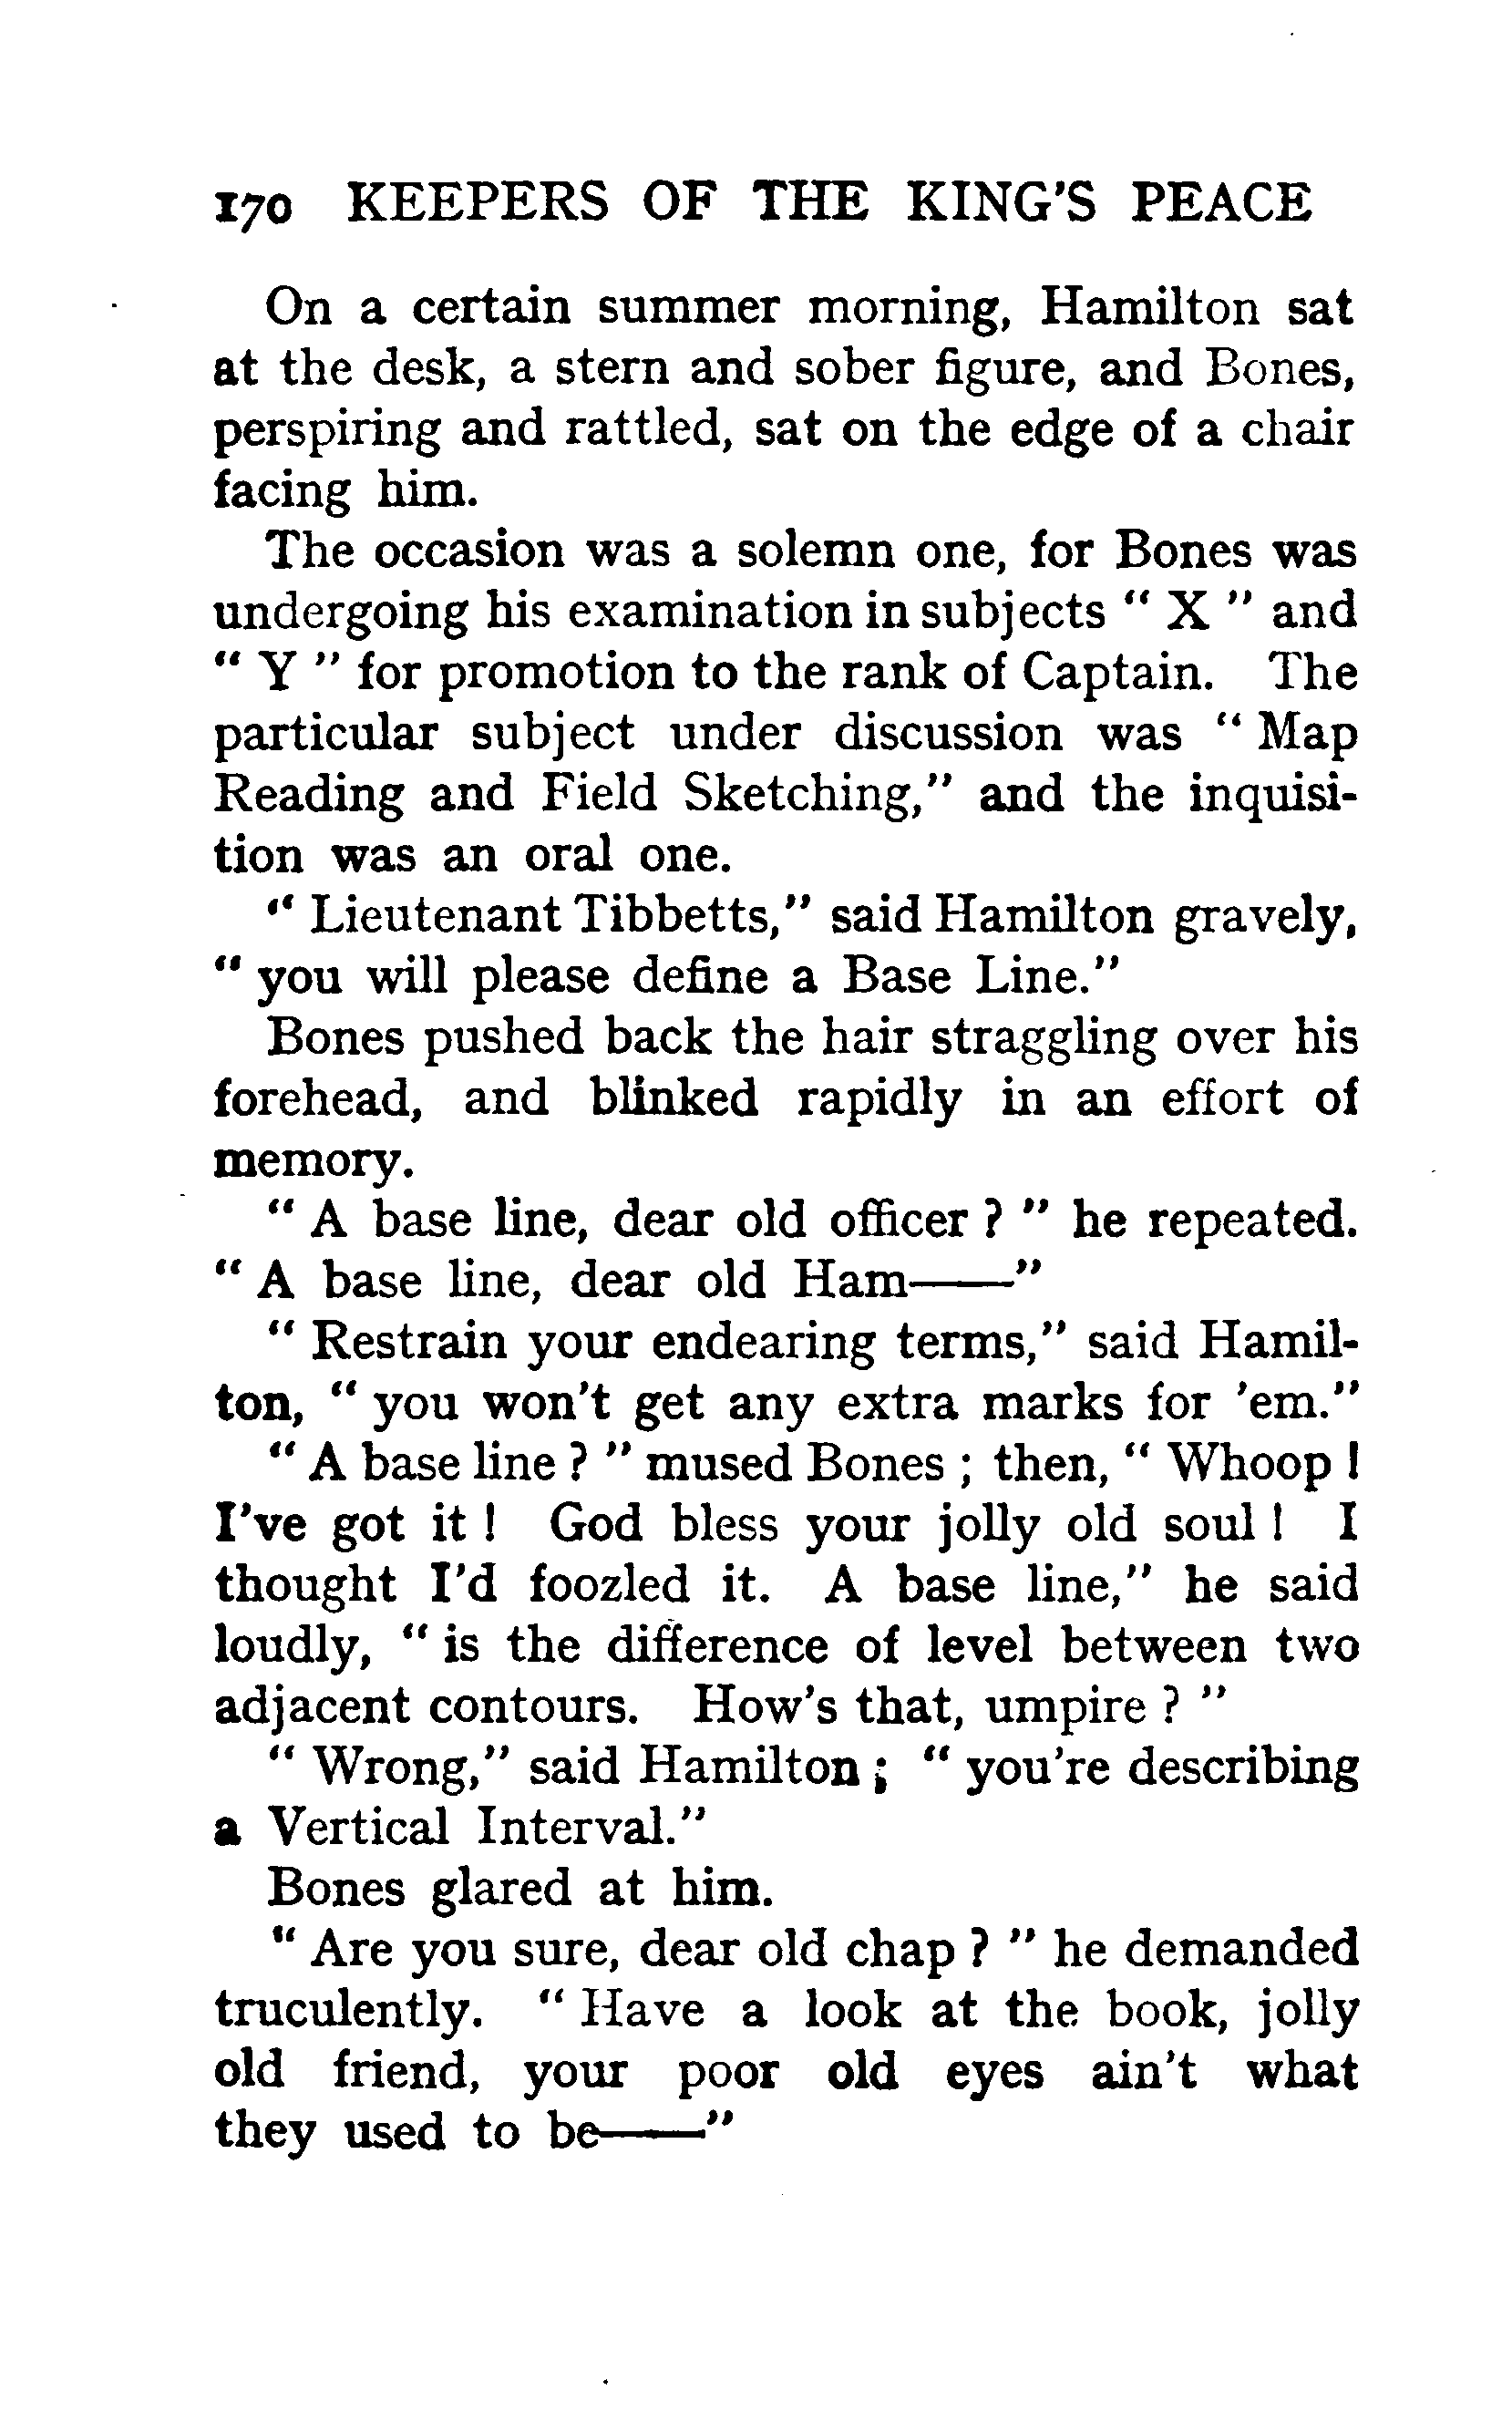 170 KEEPERS OF THE KING'S PEACE
On a certain summer morning, Hamilton sat
at the desk, a stern and sober figure, and Bones,
perspiring and rattled, sat on the edge of a chair
facing him.
The occasion was a solemn one, for Bones was
undergoing his examination in subjects " X " and
" Y " for promotion to the rank of Captain. The
particular subject under discussion was " Map
Reading and Field Sketching," and the inquisi-
tion was an oral one.
" Lieutenant Tibbetts," said Hamilton gravely,
" you will please define a Base Line."
Bones pushed back the hair straggling over his
forehead, and blinked rapidly in an effort of
memory.
" A base line, dear old officer ? " he repeated.
" A base line, dear old Ham——"
" Restrain your endearing terms," said Hamil-
ton, " you won't get any extra marks for 'em."
" A base line ? " mused Bones ; then, " Whoop !
I've got it ! God bless your jolly old soul ! I
thought I'd foozled it. A base line," he said
loudly, " is the difference of level between two
adjacent contours. How's that, umpire ? "
" Wrong," said Hamilton ; " you're describing
a Vertical Interval."
Bones glared at him.
" Are you sure, dear old chap ? " he demanded
truculently. " Have a look at the book, jolly
old friend, your poor old eyes ain't what
they used to be——"